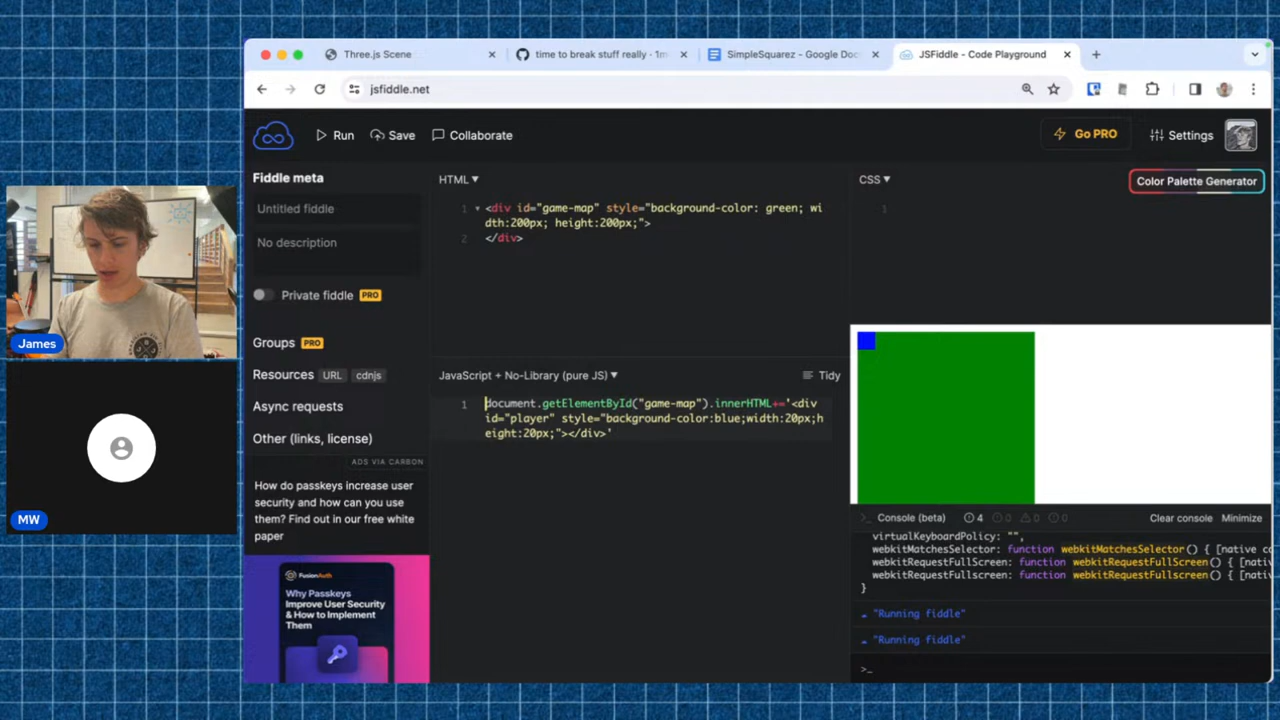 Three.js Scene
time to break stuff really · 1m
SimpleSquarez - Google Doc
JSFiddle - Code Playground
jsfiddle.net
Run
Save
Collaborate
Go PRO
Settings
Fiddle meta
Untitled fiddle
No description
Private fiddle PRO
Groups PRO
Resources URL cdnjs
Async requests
Other (links, license)
ADS VIA CARBON
How do passkeys increase user
security and how can you use
them? Find out in our free white
paper
FusionAuth
Why Passkeys
Improve User Security
& How to Implement
Them
HTML ▼
1 <div id="game-map" style="background-color: green; wi
dth:200px; height:200px;">
2 </div>
CSS ▼
1
Color Palette Generator
JavaScript + No-Library (pure JS) ▼
Tidy
1 document.getElementById("game-map").innerHTML+='<div
id="player" style="background-color:blue;width:20px;h
eight:20px;"></div>'
>_ Console (beta) 4 0 0 0 Clear console Minimize
virtualKeyboardPolicy: "",
webkitMatchesSelector: function webkitMatchesSelector() { [native co
webkitRequestFullScreen: function webkitRequestFullScreen() { [nati
webkitRequestFullscreen: function webkitRequestFullscreen() { [nati
}
"Running fiddle"
"Running fiddle"
>_
James
MW